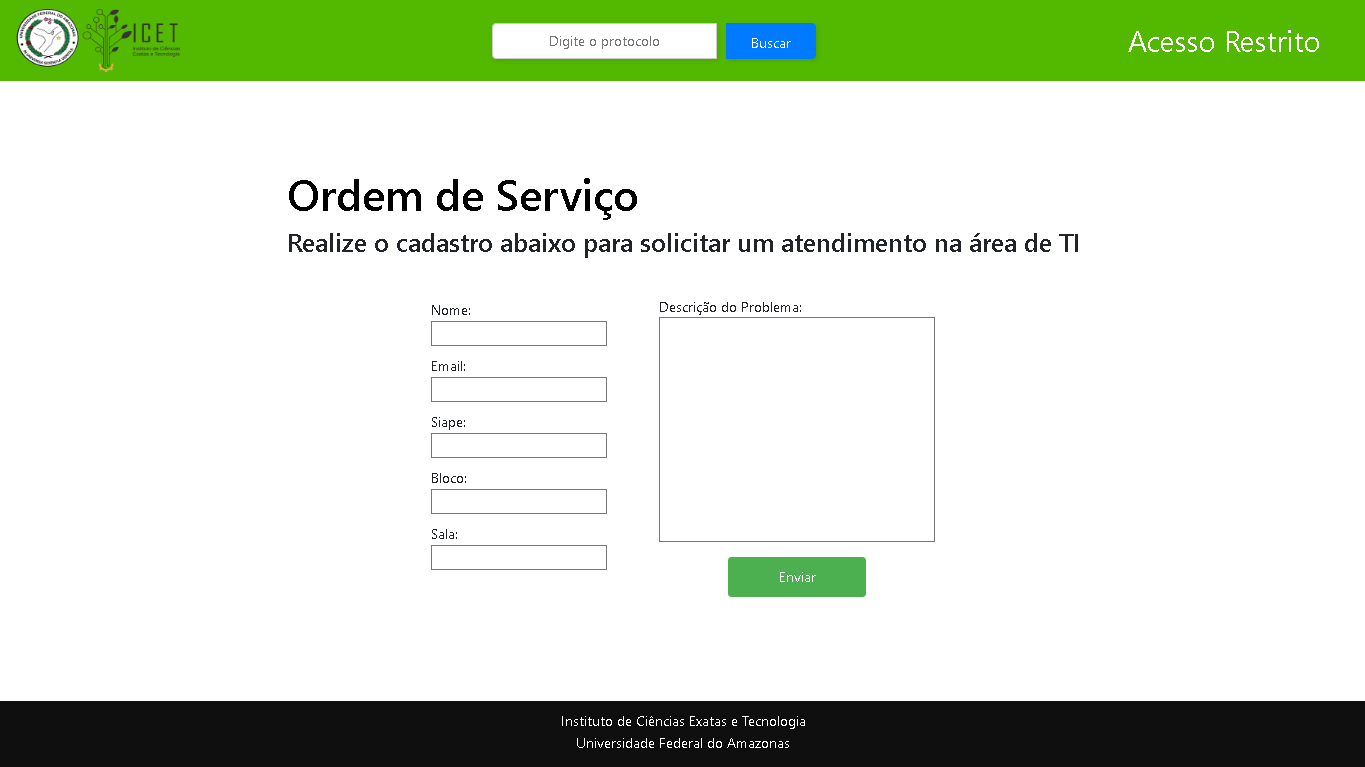 ICET
Instituto de Ciências
Exatas e Tecnologia
Digite o protocolo
Buscar
Acesso Restrito
Ordem de Serviço
Realize o cadastro abaixo para solicitar um atendimento na área de TI
Nome:
Email:
Siape:
Bloco:
Sala:
Descrição do Problema:
Enviar
Instituto de Ciências Exatas e Tecnologia
Universidade Federal do Amazonas